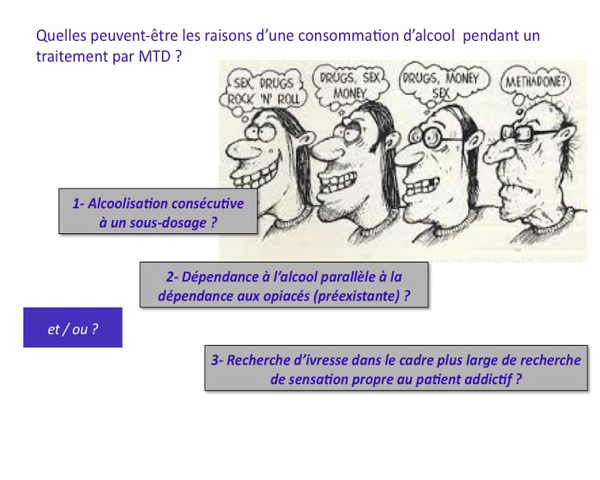 Quelles peuvent-être les raisons d'une consommation d'alcool  pendant un
traitement par MTD ?
SEX, DRUGS
ROCK 'N' ROLL
DRUGS, SEX,
MONEY
DRUGS, MONEY
SEX
METHADONE?
1- Alcoolisation consécutive
à un sous-dosage ?
2- Dépendance à l'alcool parallèle à la
dépendance aux opiacés (préexistante) ?
et / ou ?
3- Recherche d'ivresse dans le cadre plus large de recherche
de sensation propre au patient addictif ?